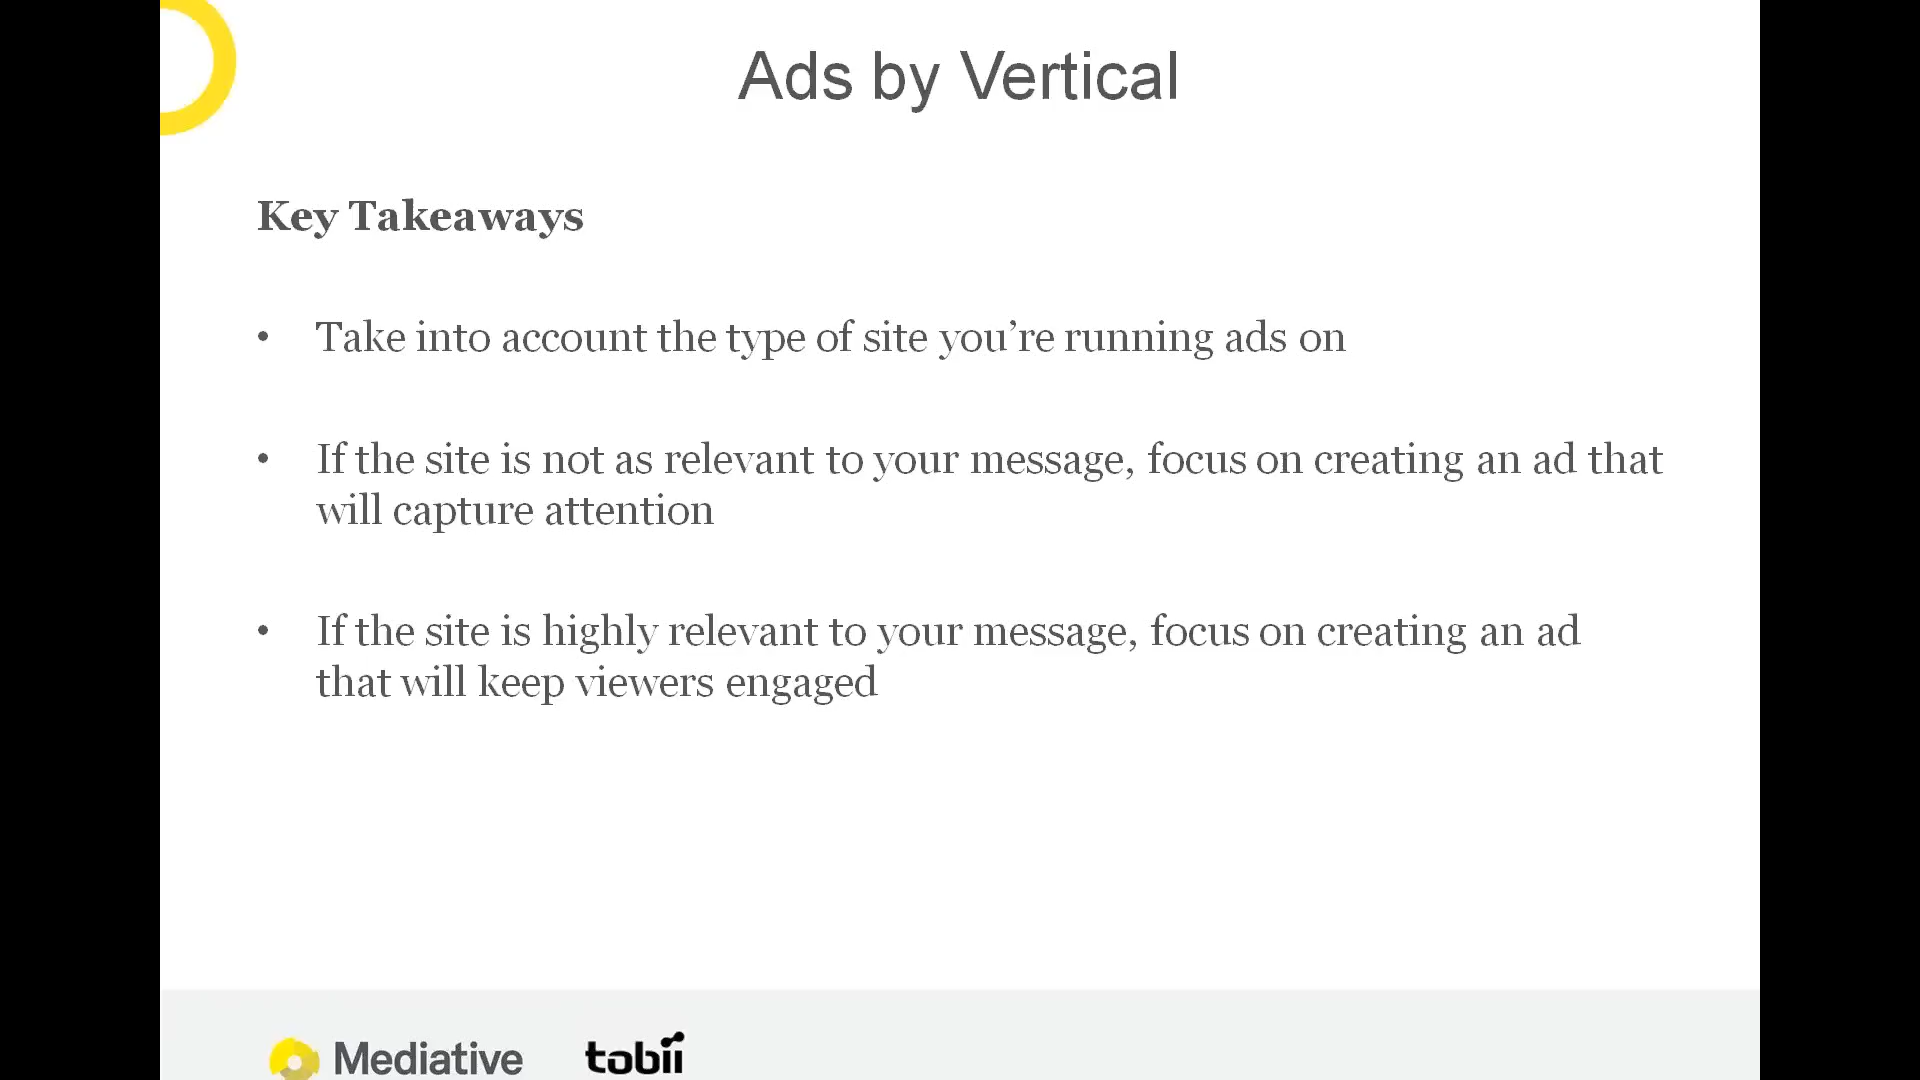 Ads by Vertical
Key Takeaways
• Take into account the type of site you’re running ads on
• If the site is not as relevant to your message, focus on creating an ad that
will capture attention
• If the site is highly relevant to your message, focus on creating an ad
that will keep viewers engaged
Mediative tobii